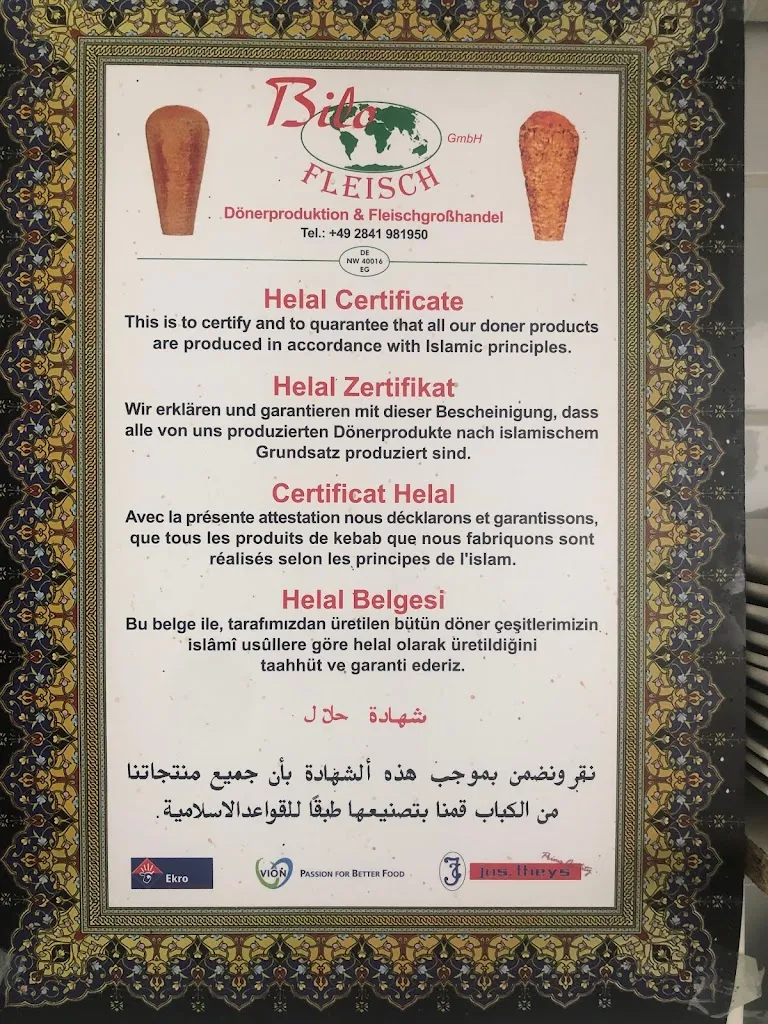 Bilo
GmbH
FLEISCH
Dönerproduktion & Fleischgroßhandel
Tel.: +49 2841 981950
DE
NW 40016
EG
Helal Certificate
This is to certify and to quarantee that all our doner products
are produced in accordance with Islamic principles.
Helal Zertifikat
Wir erklären und garantieren mit dieser Bescheinigung, dass
alle von uns produzierten Dönerprodukte nach islamischem
Grundsatz produziert sind.
Certificat Helal
Avec la présente attestation nous décklarons et garantissons,
que tous les produits de kebab que nous fabriquons sont
réalisés selon les principes de l'islam.
Helal Belgesi
Bu belge ile, tarafımızdan üretilen bütün döner çeşitlerimizin
islâmî usûllere göre helal olarak üretildiğini
taahhüt ve garanti ederiz.
شهادة حلال
نقر ونضمن بموجب هذه ألشهادة بأن جميع منتجاتنا
من الكباب قمنا بتصنيعها طبقًا للقواعدالاسلامية.
Ekro
VION PASSION FOR BETTER FOOD
jos.theys